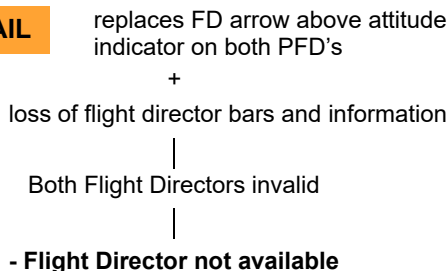 AIL
replaces FD arrow above attitude
indicator on both PFD's
+
loss of flight director bars and information
Both Flight Directors invalid
- Flight Director not available